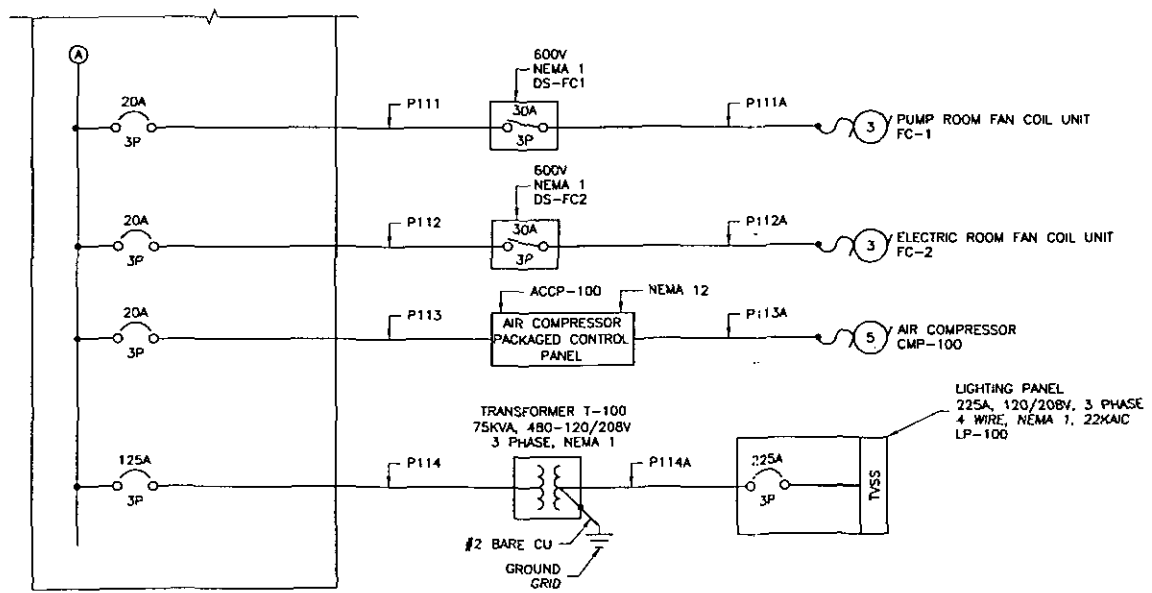 A
600V
NEMA 1
DS-FC1
20A
3P
P111
30A
3P
P111A
3
PUMP ROOM FAN COIL UNIT
FC-1
600V
NEMA 1
DS-FC2
20A
3P
P112
30A
3P
P112A
3
ELECTRIC ROOM FAN COIL UNIT
FC-2
20A
3P
P113
ACCP-100
NEMA 12
AIR COMPRESSOR
PACKAGED CONTROL
PANEL
P113A
5
AIR COMPRESSOR
CMP-100
TRANSFORMER T-100
75KVA, 480-120/208V
3 PHASE, NEMA 1
LIGHTING PANEL
225A, 120/208V, 3 PHASE
4 WIRE, NEMA 1, 22KAIC
LP-100
125A
3P
P114
P114A
225A
3P
TVSS
#2 BARE CU
GROUND
GRID